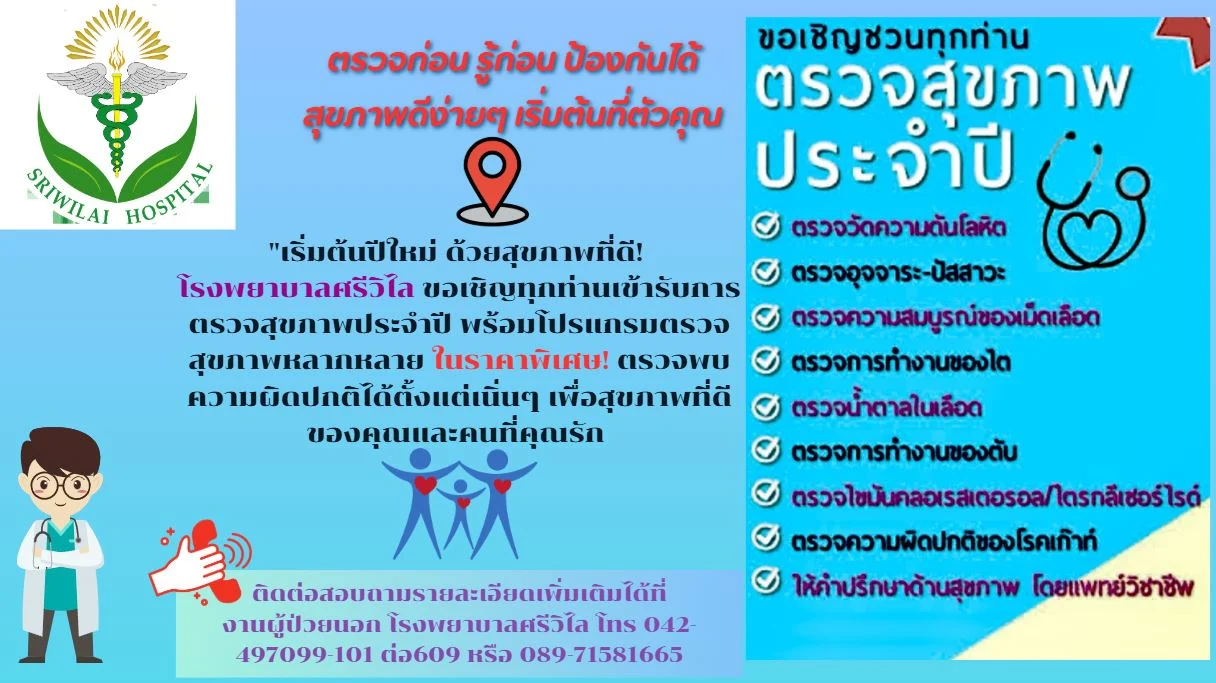 SRIWILAI HOSPITAL
ตรวจก่อน รู้ก่อน ป้องกันได้
สุขภาพดีง่ายๆ เริ่มต้นที่ตัวคุณ
"เริ่มต้นปีใหม่ ด้วยสุขภาพที่ดี!
โรงพยาบาลศรีวิไล ขอเชิญทุกท่านเข้ารับการ
ตรวจสุขภาพประจำปี พร้อมโปรแกรมตรวจ
สุขภาพหลากหลาย ในราคาพิเศษ! ตรวจพบ
ความผิดปกติได้ตั้งแต่เนิ่นๆ เพื่อสุขภาพที่ดี
ของคุณและคนที่คุณรัก
ติดต่อสอบถามรายละเอียดเพิ่มเติมได้ที่
งานผู้ป่วยนอก โรงพยาบาลศรีวิไล โทร 042-
497099-101 ต่อ609 หรือ 089-71581665
ขอเชิญชวนทุกท่าน
ตรวจสุขภาพ
ประจำปี
ตรวจวัดความดันโลหิต
ตรวจอุจจาระ-ปัสสาวะ
ตรวจความสมบูรณ์ของเม็ดเลือด
ตรวจการทำงานของไต
ตรวจน้ำตาลในเลือด
ตรวจการทำงานของตับ
ตรวจไขมันคลอเรสเตอรอล/ไตรกลีเซอร์ไรด์
ตรวจความผิดปกติของโรคเก๊าท์
ให้คำปรึกษาด้านสุขภาพ โดยแพทย์วิชาชีพ